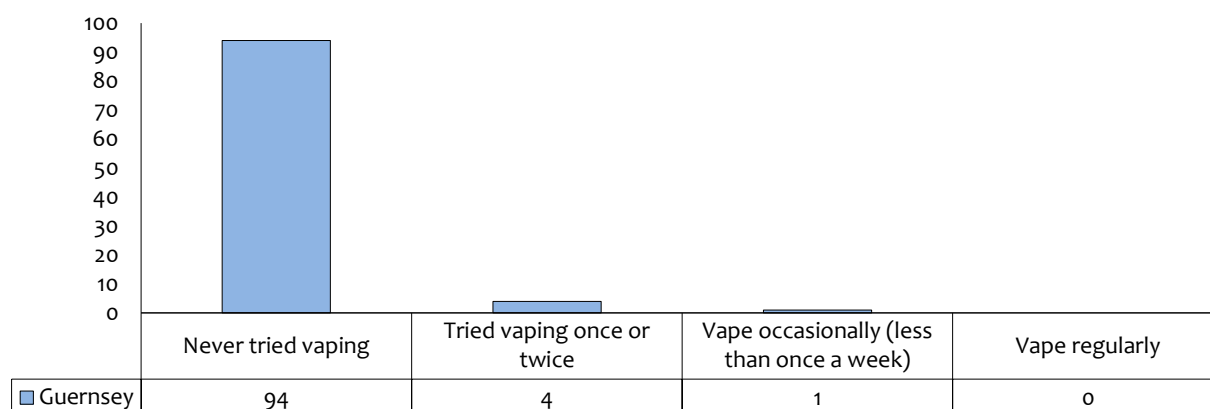 100
90
80
70
60
50
40
30
20
10
0
Never tried vaping
Tried vaping once or
twice
Vape occasionally (less
than once a week)
Vape regularly
Guernsey 94 4 1 0